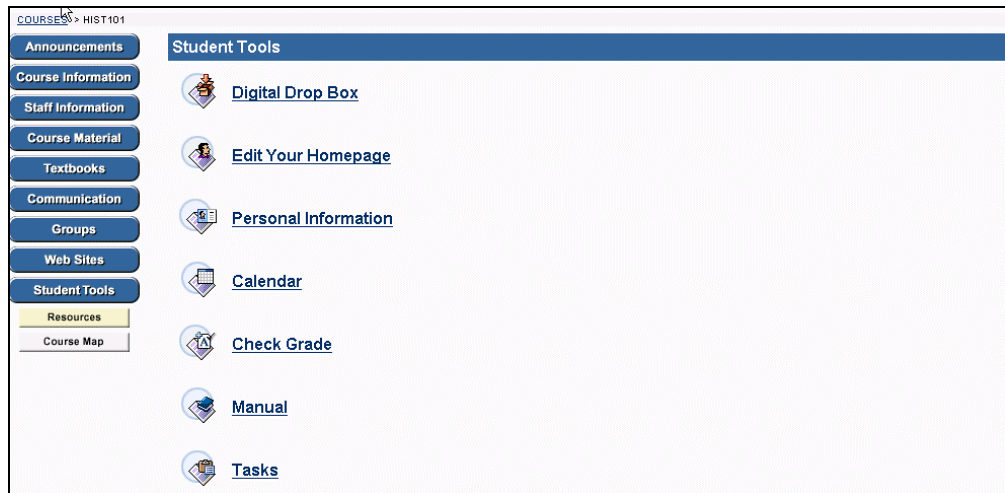 COURSES > HIST101
Announcements
Course Information
Staff Information
Course Material
Textbooks
Communication
Groups
Web Sites
Student Tools
Resources
Course Map
Student Tools
Digital Drop Box
Edit Your Homepage
Personal Information
Calendar
Check Grade
Manual
Tasks